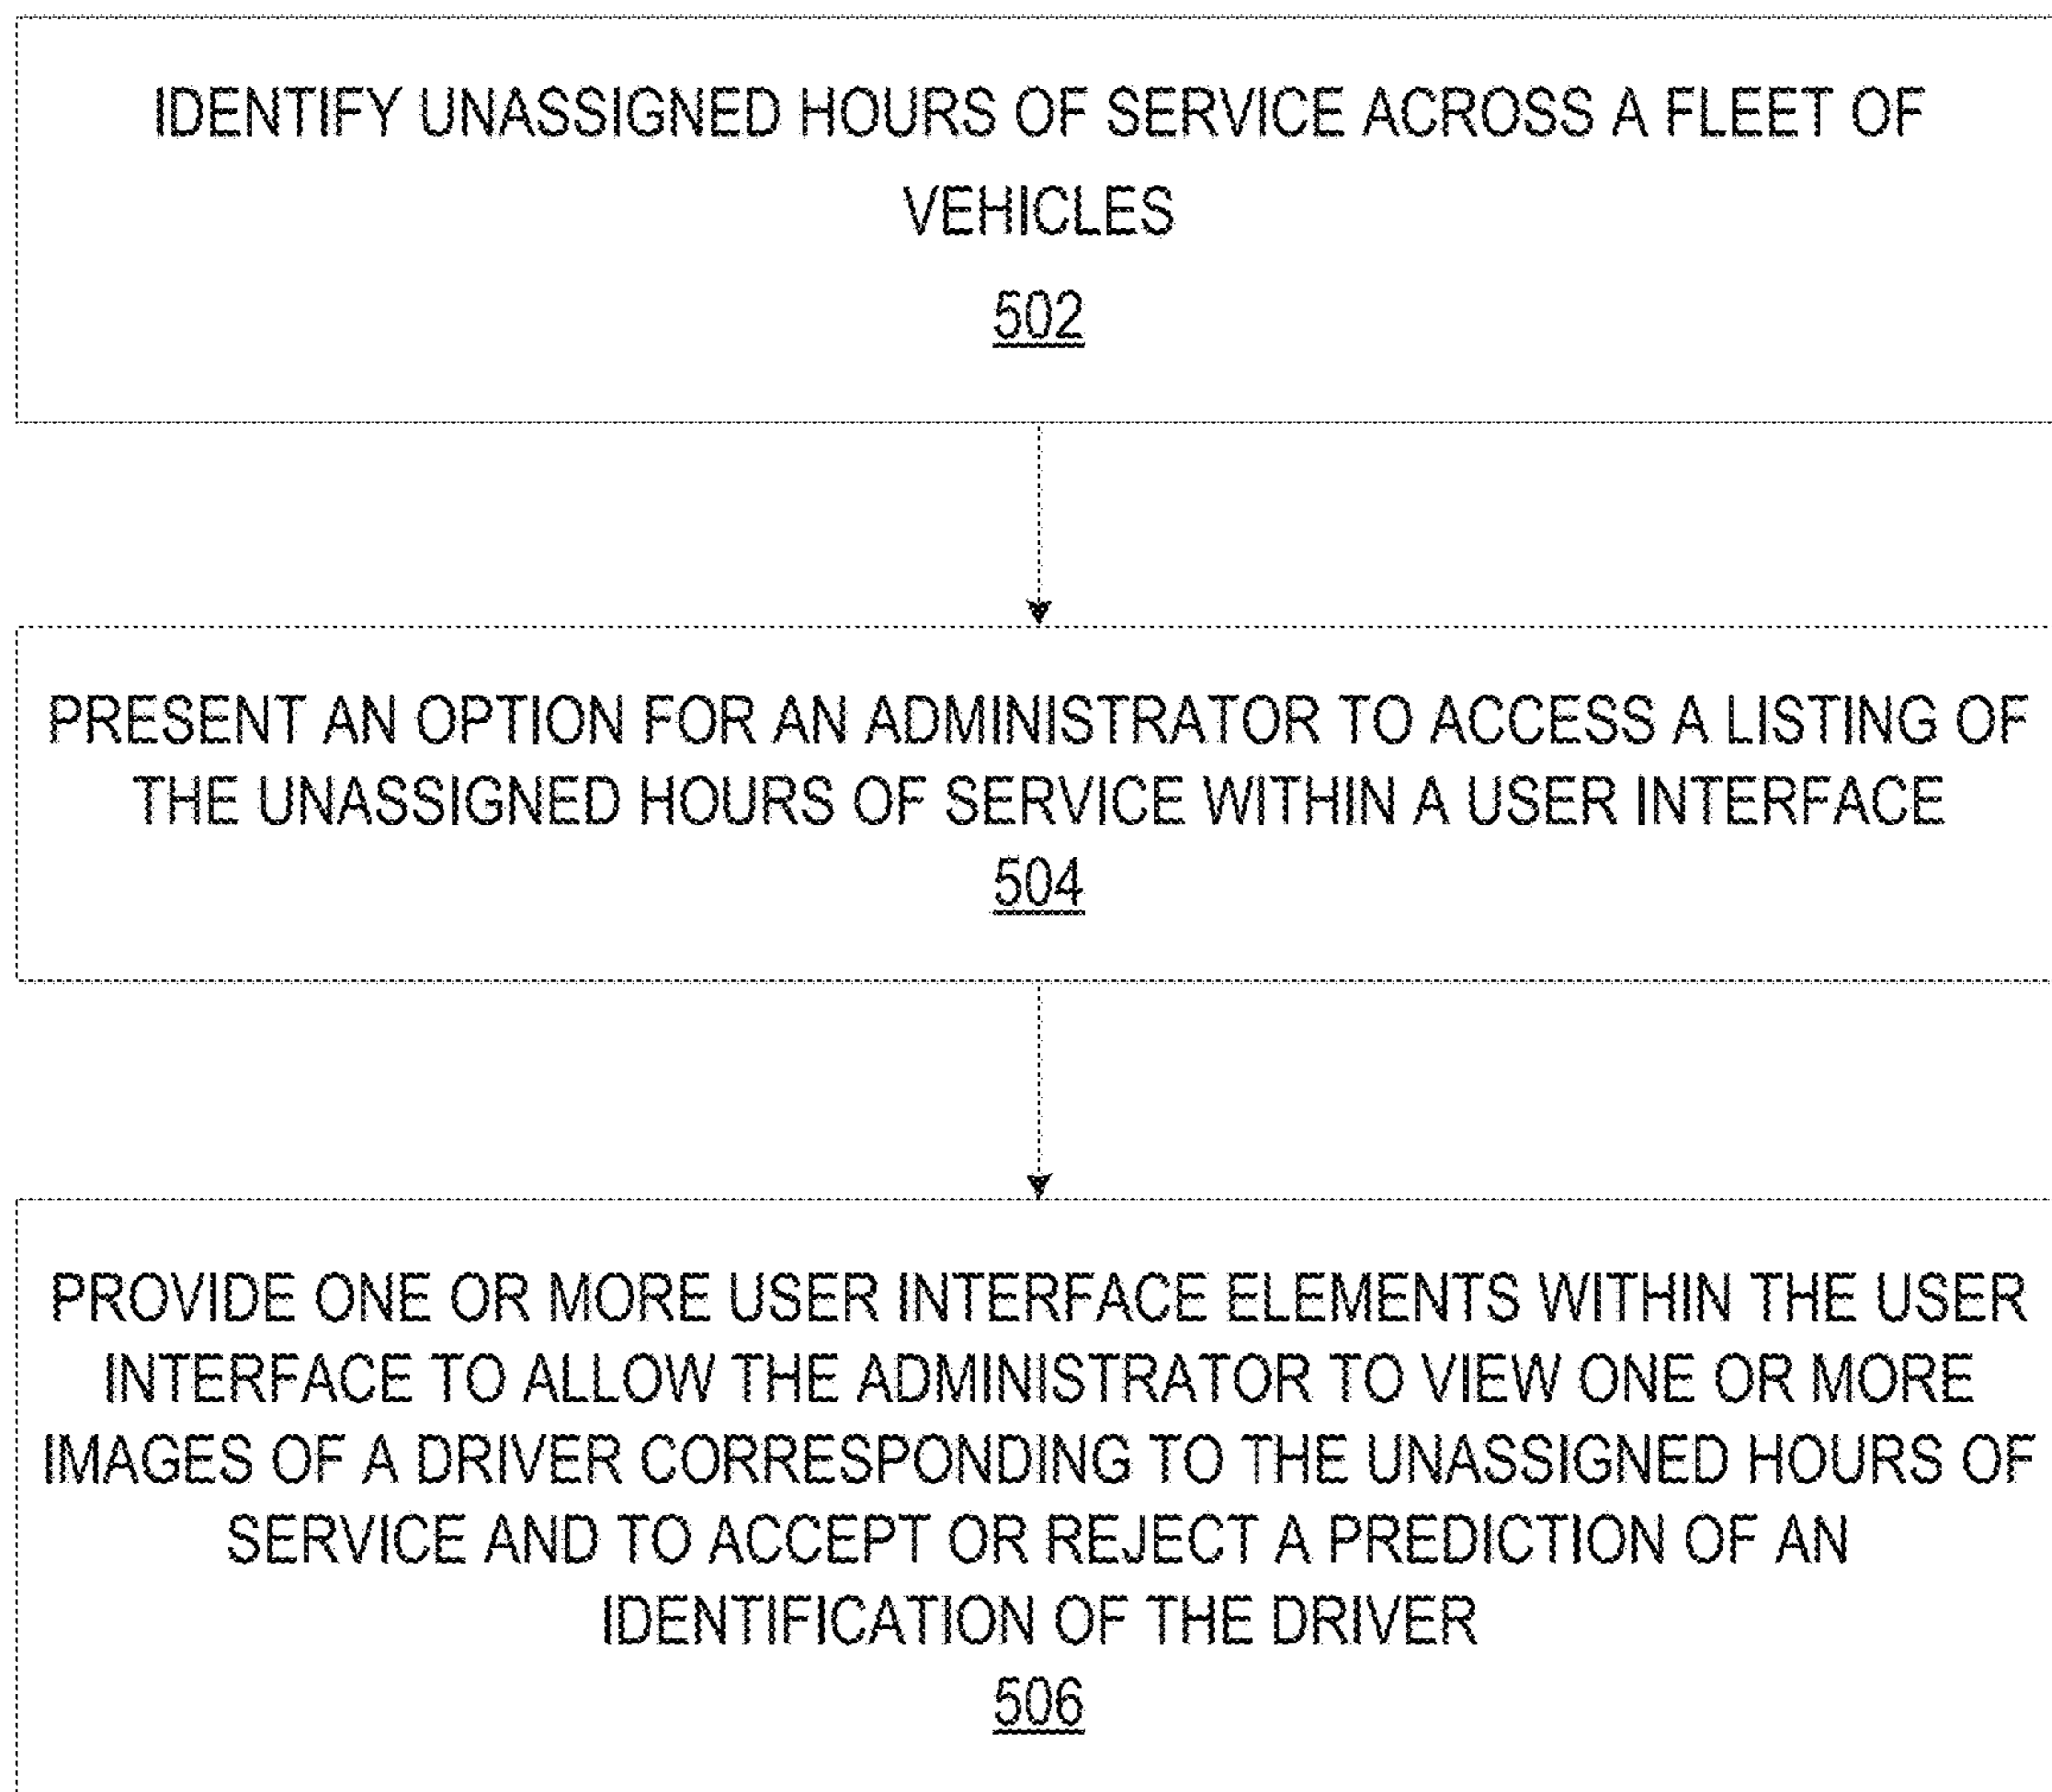 IDENTIFY UNASSIGNED HOURS OF SERVICE ACROSS A FLEET OF
VEHICLES
502
PRESENT AN OPTION FOR AN ADMINISTRATOR TO ACCESS A LISTING OF
THE UNASSIGNED HOURS OF SERVICE WITHIN A USER INTERFACE
504
PROVIDE ONE OR MORE USER INTERFACE ELEMENTS WITHIN THE USER
INTERFACE TO ALLOW THE ADMINISTRATOR TO VIEW ONE OR MORE
IMAGES OF A DRIVER CORRESPONDING TO THE UNASSIGNED HOURS OF
SERVICE AND TO ACCEPT OR REJECT A PREDICTION OF AN
IDENTIFICATION OF THE DRIVER
506